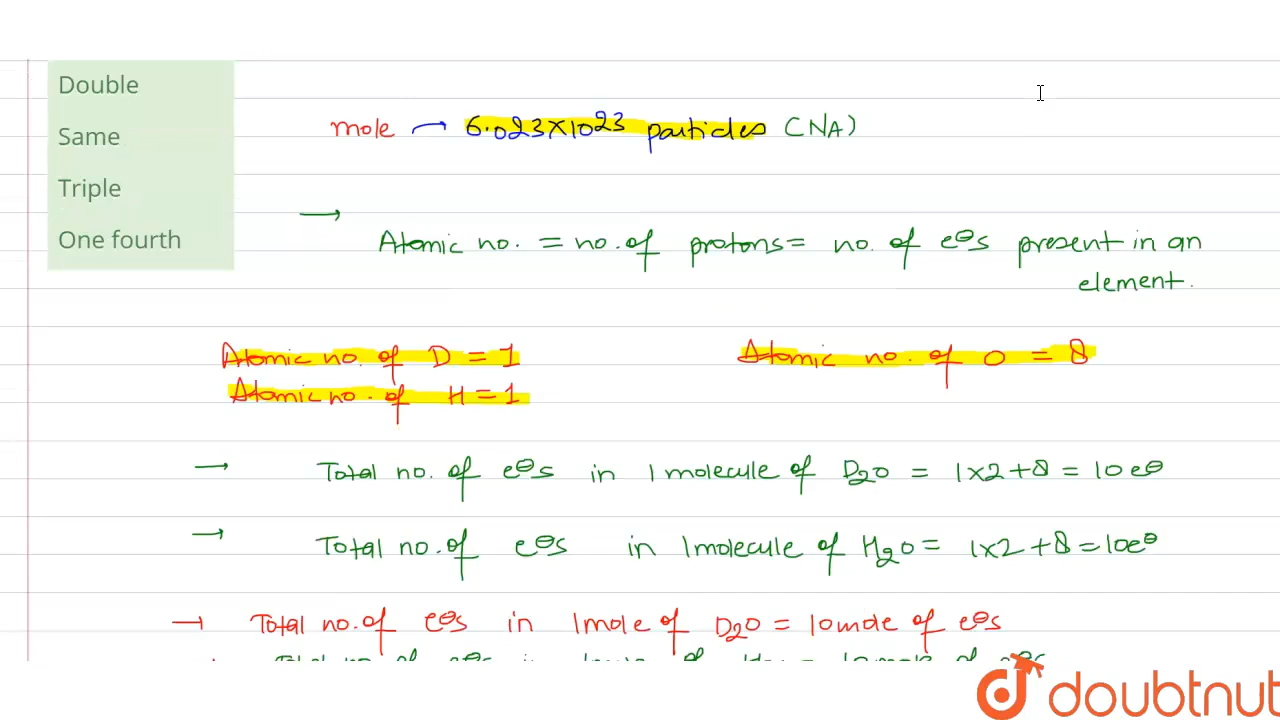 Double
Same
Triple
One fourth
mole → 6.023×10²³ particles (NA)
→ Atomic no. = no. of protons = no. of e⊖s present in an
element.
Atomic no. of D = 1
Atomic no. of O = 8
Atomic no. of H = 1
→ Total no. of e⊖s in 1 molecule of D₂O = 1×2+8 = 10e⊖
→ Total no. of e⊖s in 1 molecule of H₂O = 1×2+8 = 10e⊖
→ Total no. of e⊖s in 1 mole of D₂O = 10 mole of e⊖s
doubtnut